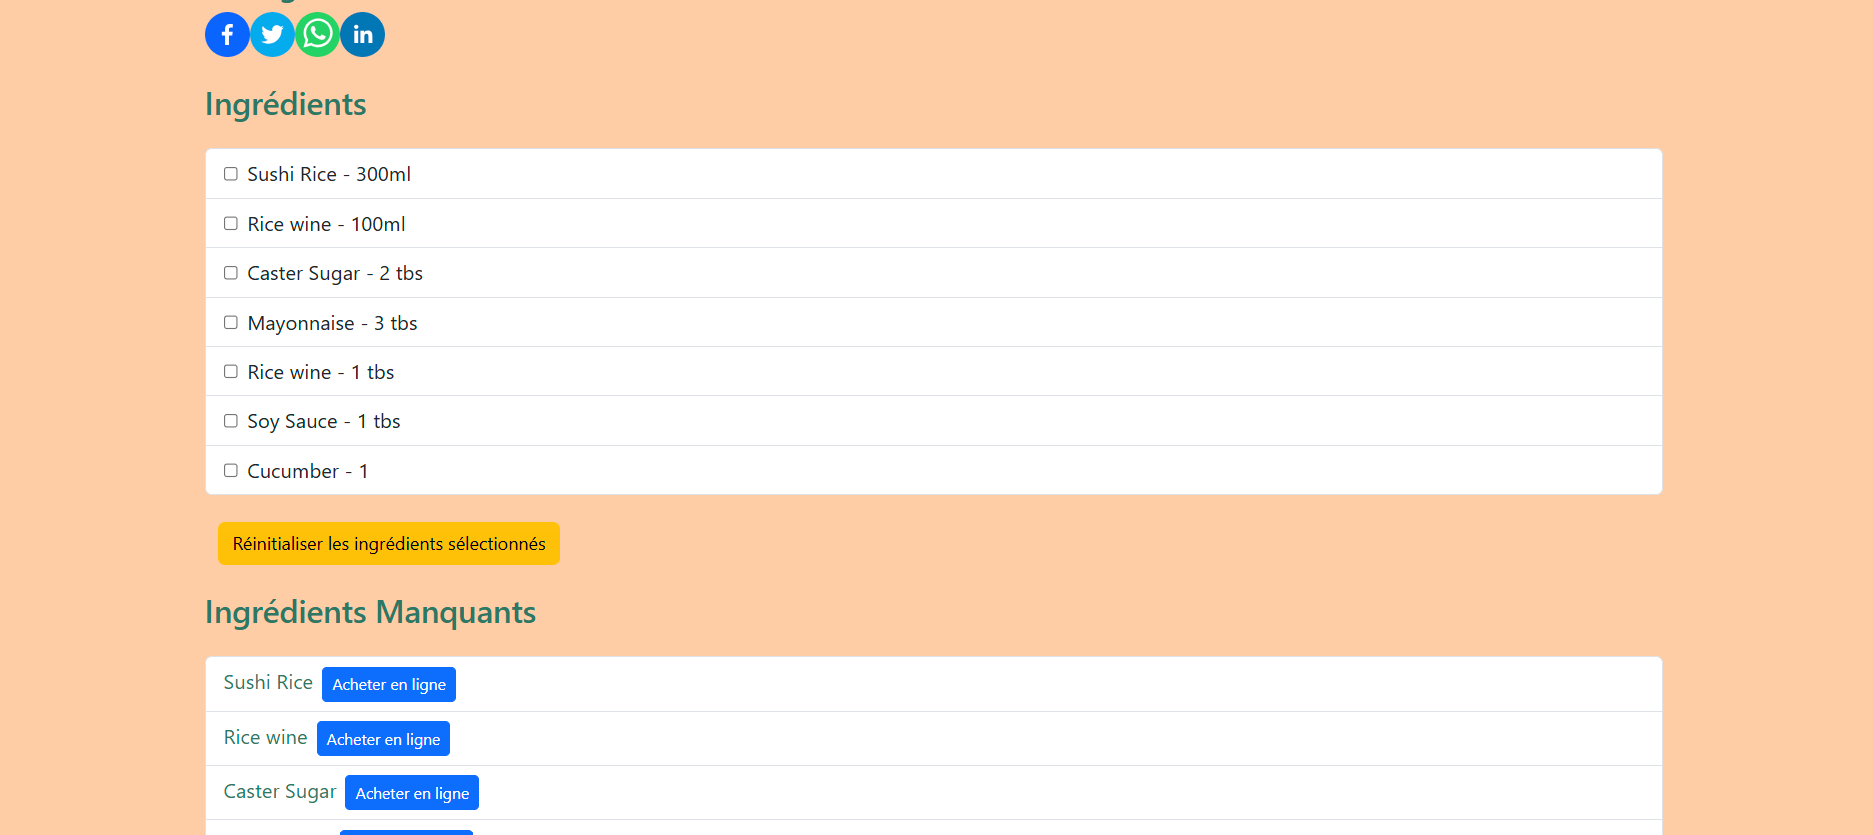 Ingrédients
Sushi Rice - 300ml
Rice wine - 100ml
Caster Sugar - 2 tbs
Mayonnaise - 3 tbs
Rice wine - 1 tbs
Soy Sauce - 1 tbs
Cucumber - 1
Réinitialiser les ingrédients sélectionnés
Ingrédients Manquants
Sushi Rice Acheter en ligne
Rice wine Acheter en ligne
Caster Sugar Acheter en ligne